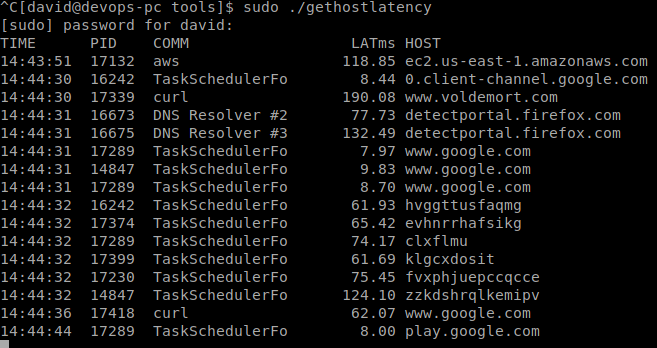 ^C[david@devops-pc tools]$ sudo ./gethostlatency
[sudo] password for david:
TIME      PID    COMM                  LATms HOST
14:43:51  17132  aws                  118.85 ec2.us-east-1.amazonaws.com
14:44:30  16242  TaskSchedulerFo        8.44 0.client-channel.google.com
14:44:30  17339  curl                 190.08 www.voldemort.com
14:44:31  16673  DNS Resolver #2       77.73 detectportal.firefox.com
14:44:31  16675  DNS Resolver #3      132.49 detectportal.firefox.com
14:44:31  17289  TaskSchedulerFo        7.97 www.google.com
14:44:31  14847  TaskSchedulerFo        9.83 www.google.com
14:44:31  17289  TaskSchedulerFo        8.70 www.google.com
14:44:32  16242  TaskSchedulerFo       61.93 hvggttusfaqmg
14:44:32  17374  TaskSchedulerFo       65.42 evhnrrhafsikg
14:44:32  17289  TaskSchedulerFo       74.17 clxflmu
14:44:32  17399  TaskSchedulerFo       61.69 klgcxdosit
14:44:32  17230  TaskSchedulerFo       75.45 fvxphjuepccqcce
14:44:32  14847  TaskSchedulerFo      124.10 zzkdshrqlkemipv
14:44:36  17418  curl                  62.07 www.google.com
14:44:44  17289  TaskSchedulerFo        8.00 play.google.com